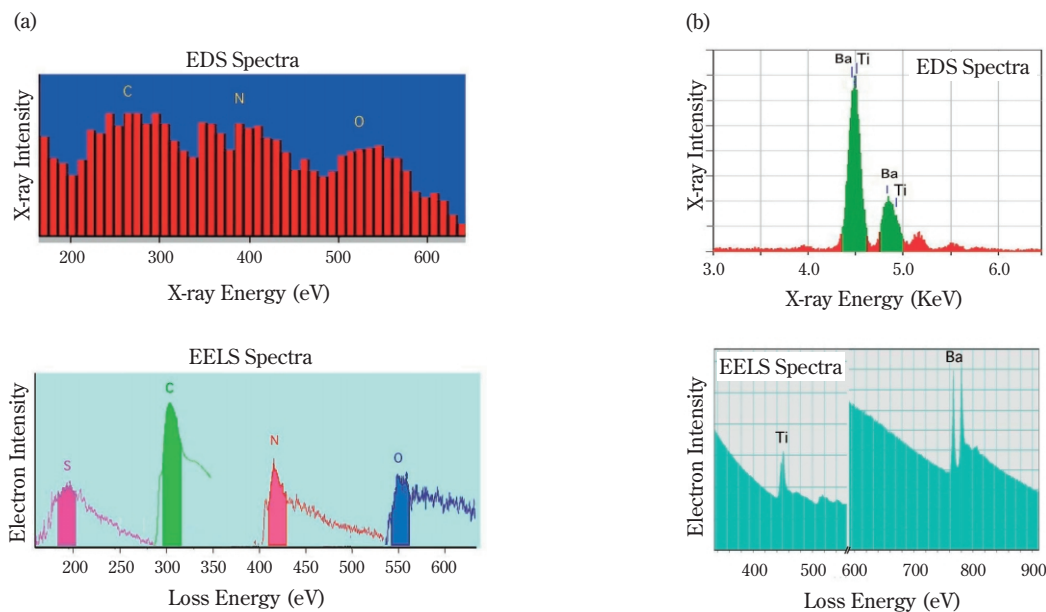 (a)
EDS Spectra
C
N
O
X-ray Intensity
200 300 400 500 600
X-ray Energy (eV)
EELS Spectra
S
C
N
O
Electron Intensity
200 250 300 350 400 450 500 550 600
Loss Energy (eV)
(b)
EDS Spectra
Ba Ti
Ba
Ti
X-ray Intensity
3.0 4.0 5.0 6.0
X-ray Energy (KeV)
EELS Spectra
Ti
Ba
Electron Intensity
400 500 600 700 800 900
Loss Energy (eV)